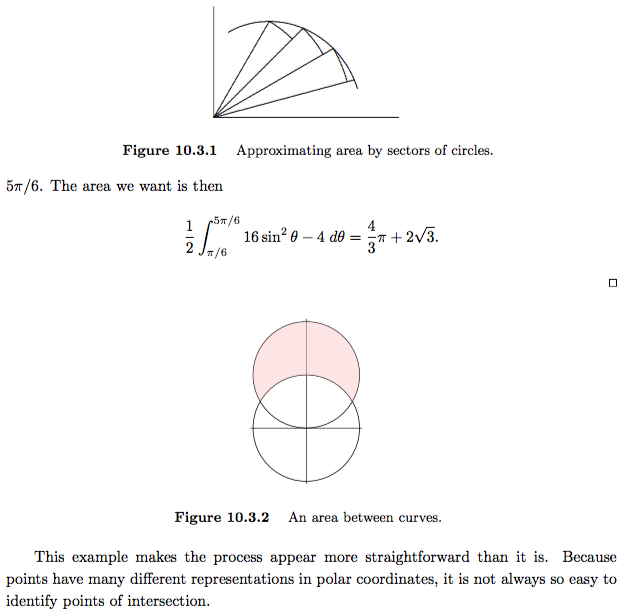 Figure 10.3.1 Approximating area by sectors of circles.
5π/6. The area we want is then
$$\frac{1}{2}\int_{\pi/6}^{5\pi/6} 16\sin^2\theta - 4\ d\theta = \frac{4}{3}\pi + 2\sqrt{3}.$$
□
Figure 10.3.2 An area between curves.
This example makes the process appear more straightforward than it is. Because
points have many different representations in polar coordinates, it is not always so easy to
identify points of intersection.